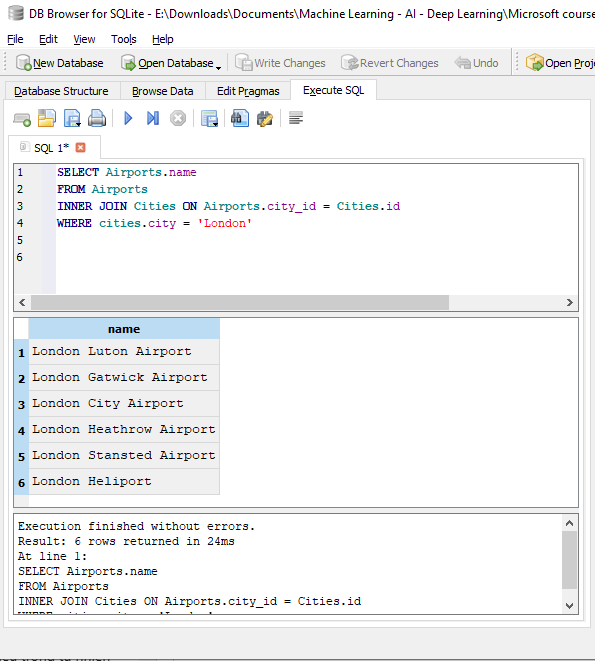 DB Browser for SQLite - E:\Downloads\Documents\Machine Learning - AI - Deep Learning\Microsoft course
File Edit View Tools Help
New Database Open Database Write Changes Revert Changes Undo Open Proj
Database Structure Browse Data Edit Pragmas Execute SQL
SQL 1*
1 SELECT Airports.name
2 FROM Airports
3 INNER JOIN Cities ON Airports.city_id = Cities.id
4 WHERE cities.city = 'London'
5
6
name
1 London Luton Airport
2 London Gatwick Airport
3 London City Airport
4 London Heathrow Airport
5 London Stansted Airport
6 London Heliport
Execution finished without errors.
Result: 6 rows returned in 24ms
At line 1:
SELECT Airports.name
FROM Airports
INNER JOIN Cities ON Airports.city_id = Cities.id